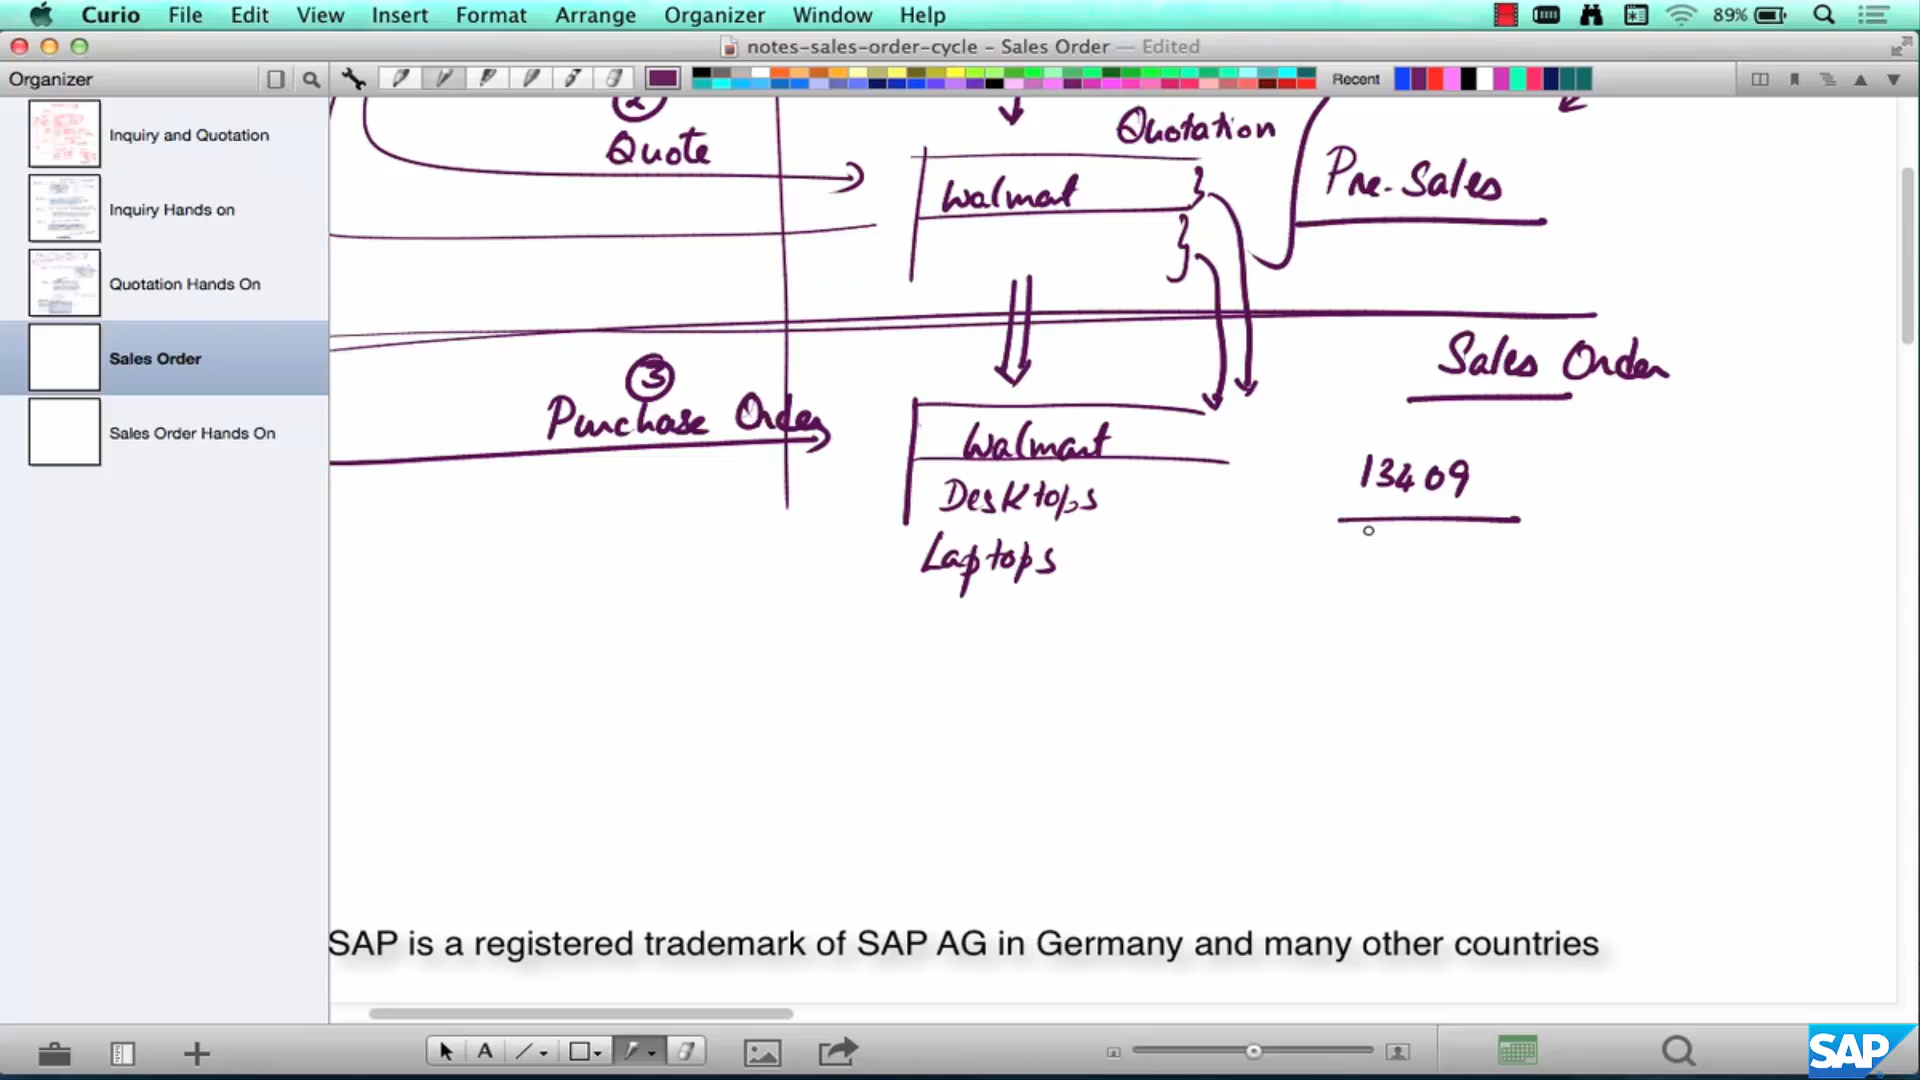 Curio File Edit View Insert Format Arrange Organizer Window Help 89%
notes-sales-order-cycle – Sales Order — Edited
Organizer
Recent
Inquiry and Quotation
Inquiry Hands on
Quotation Hands On
Sales Order
Sales Order Hands On
2
Quote
Quotation
Walmat
Pre-Sales
Sales Order
3
Purchase Order
Walmart
Desktops
Laptops
13409
SAP is a registered trademark of SAP AG in Germany and many other countries
A
SAP